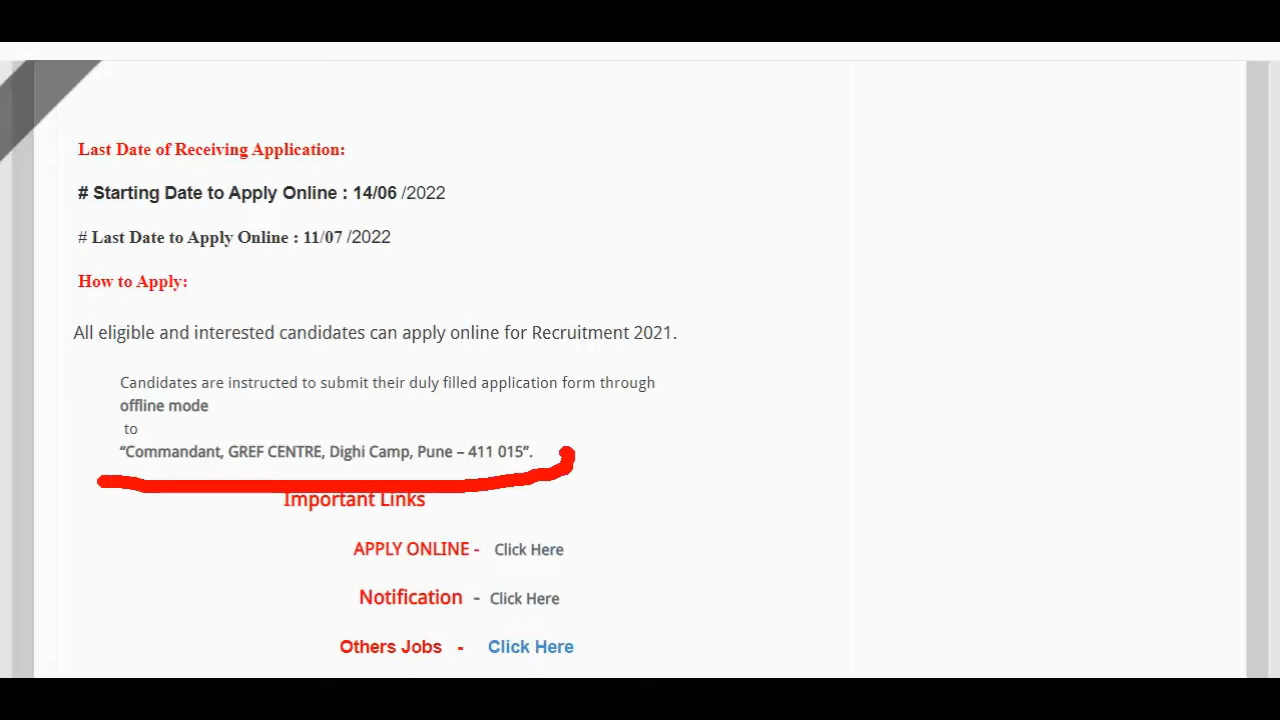 Last Date of Receiving Application:
# Starting Date to Apply Online : 14/06 /2022
# Last Date to Apply Online : 11/07 /2022
How to Apply:
All eligible and interested candidates can apply online for Recruitment 2021.
Candidates are instructed to submit their duly filled application form through
offline mode
to
“Commandant, GREF CENTRE, Dighi Camp, Pune – 411 015”.
Important Links
APPLY ONLINE - Click Here
Notification - Click Here
Others Jobs - Click Here